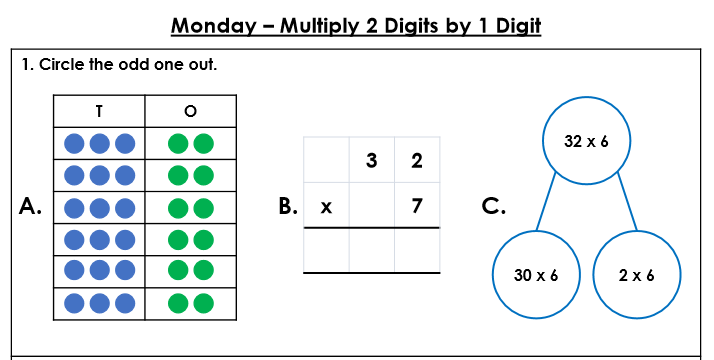 Monday – Multiply 2 Digits by 1 Digit
1. Circle the odd one out.
A.
T O
B.
3 2
x 7
C.
32 x 6
30 x 6 2 x 6